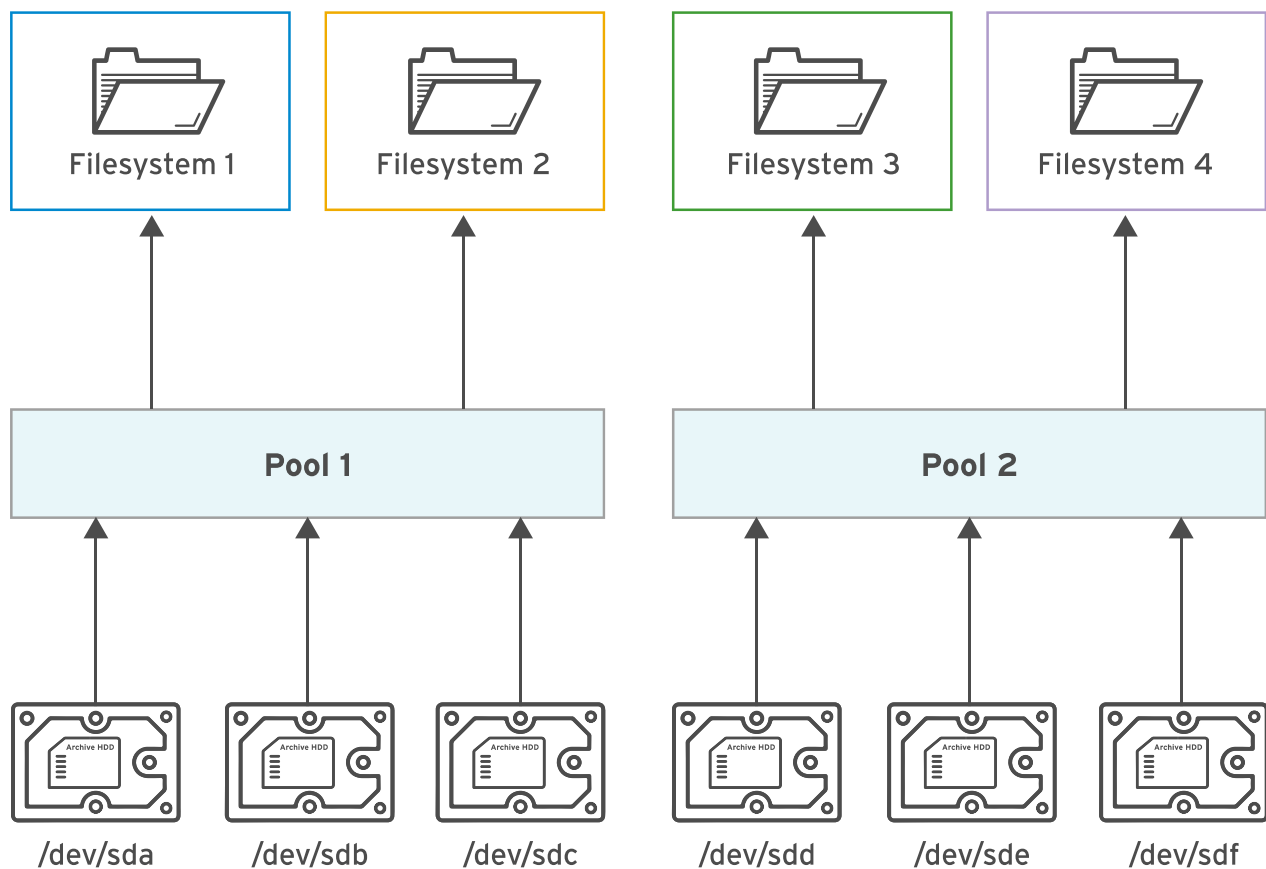 Filesystem 1
Filesystem 2
Filesystem 3
Filesystem 4
Pool 1
Pool 2
Archive HDD
Archive HDD
Archive HDD
Archive HDD
Archive HDD
Archive HDD
/dev/sda
/dev/sdb
/dev/sdc
/dev/sdd
/dev/sde
/dev/sdf